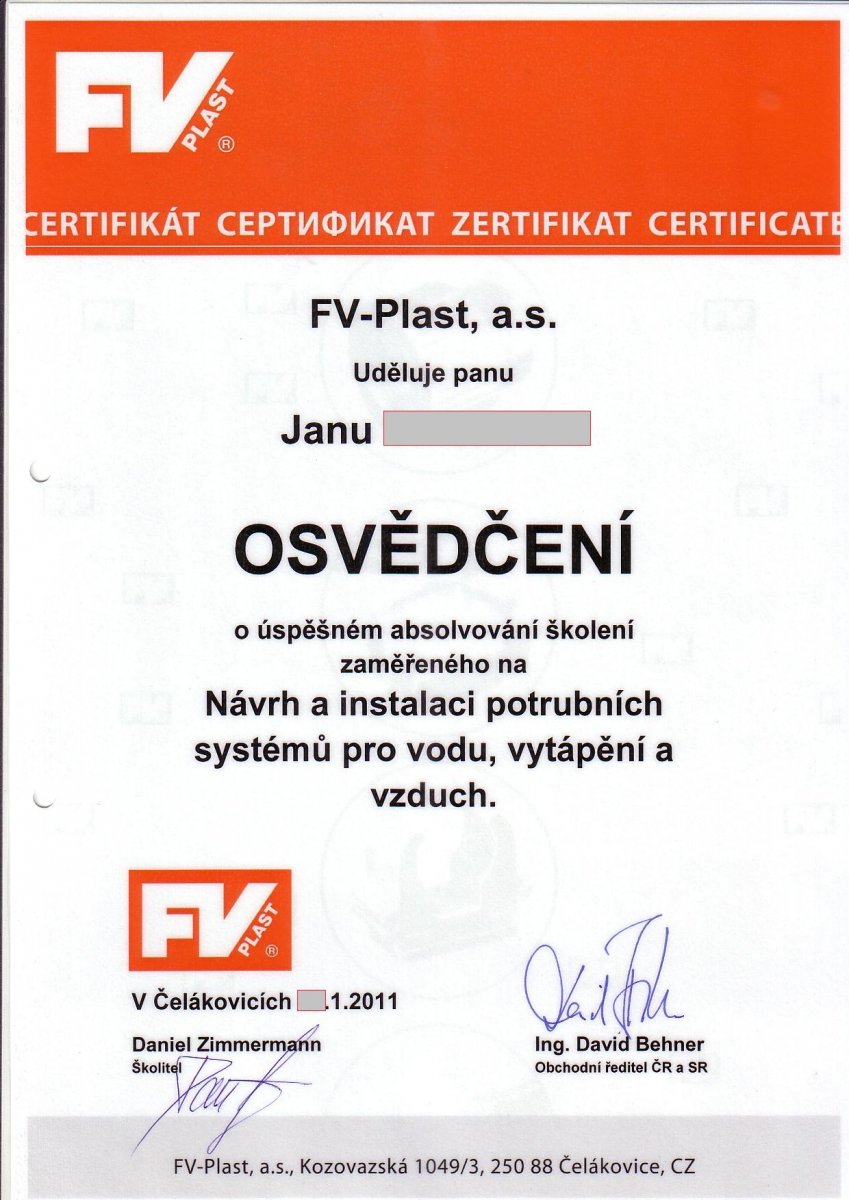 FV
PLAST®
CERTIFIKÁT СЕРТИФИКАТ ZERTIFIKAT CERTIFICATE
FV-Plast, a.s.
Uděluje panu
Janu
OSVĚDČENÍ
o úspěšném absolvování školení
zaměřeného na
Návrh a instalaci potrubních
systémů pro vodu, vytápění a
vzduch.
FV
PLAST®
V Čelákovicích .1.2011
Daniel Zimmermann
Školitel
Ing. David Behner
Obchodní ředitel ČR a SR
FV-Plast, a.s., Kozovazská 1049/3, 250 88 Čelákovice, CZ